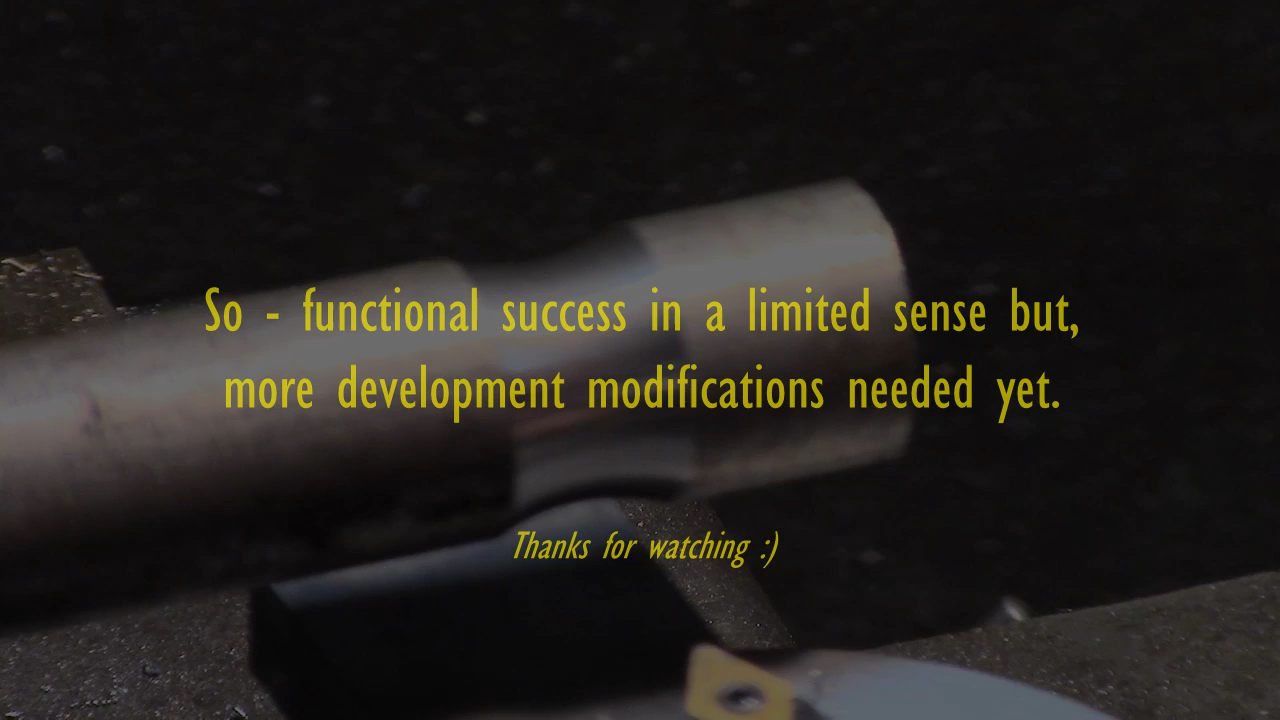 So - functional success in a limited sense but,
more development modifications needed yet.
Thanks for watching :)